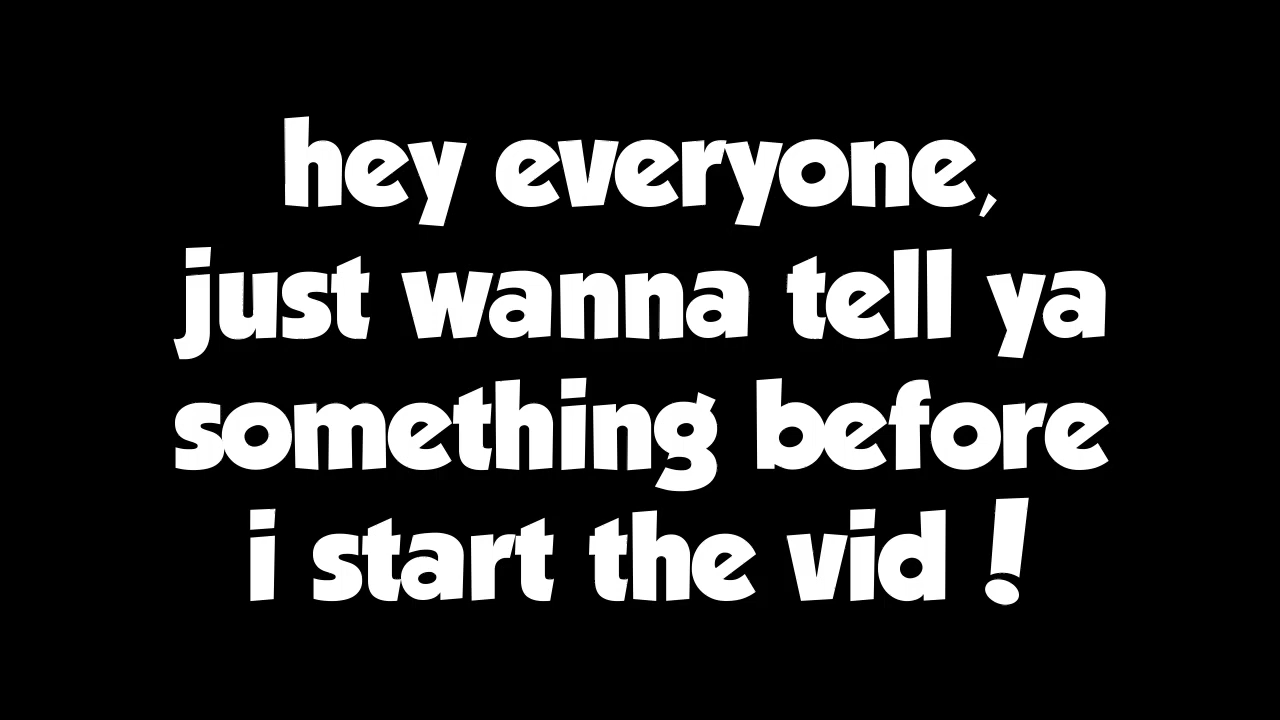 hey everyone,
just wanna tell ya
something before
i start the vid!